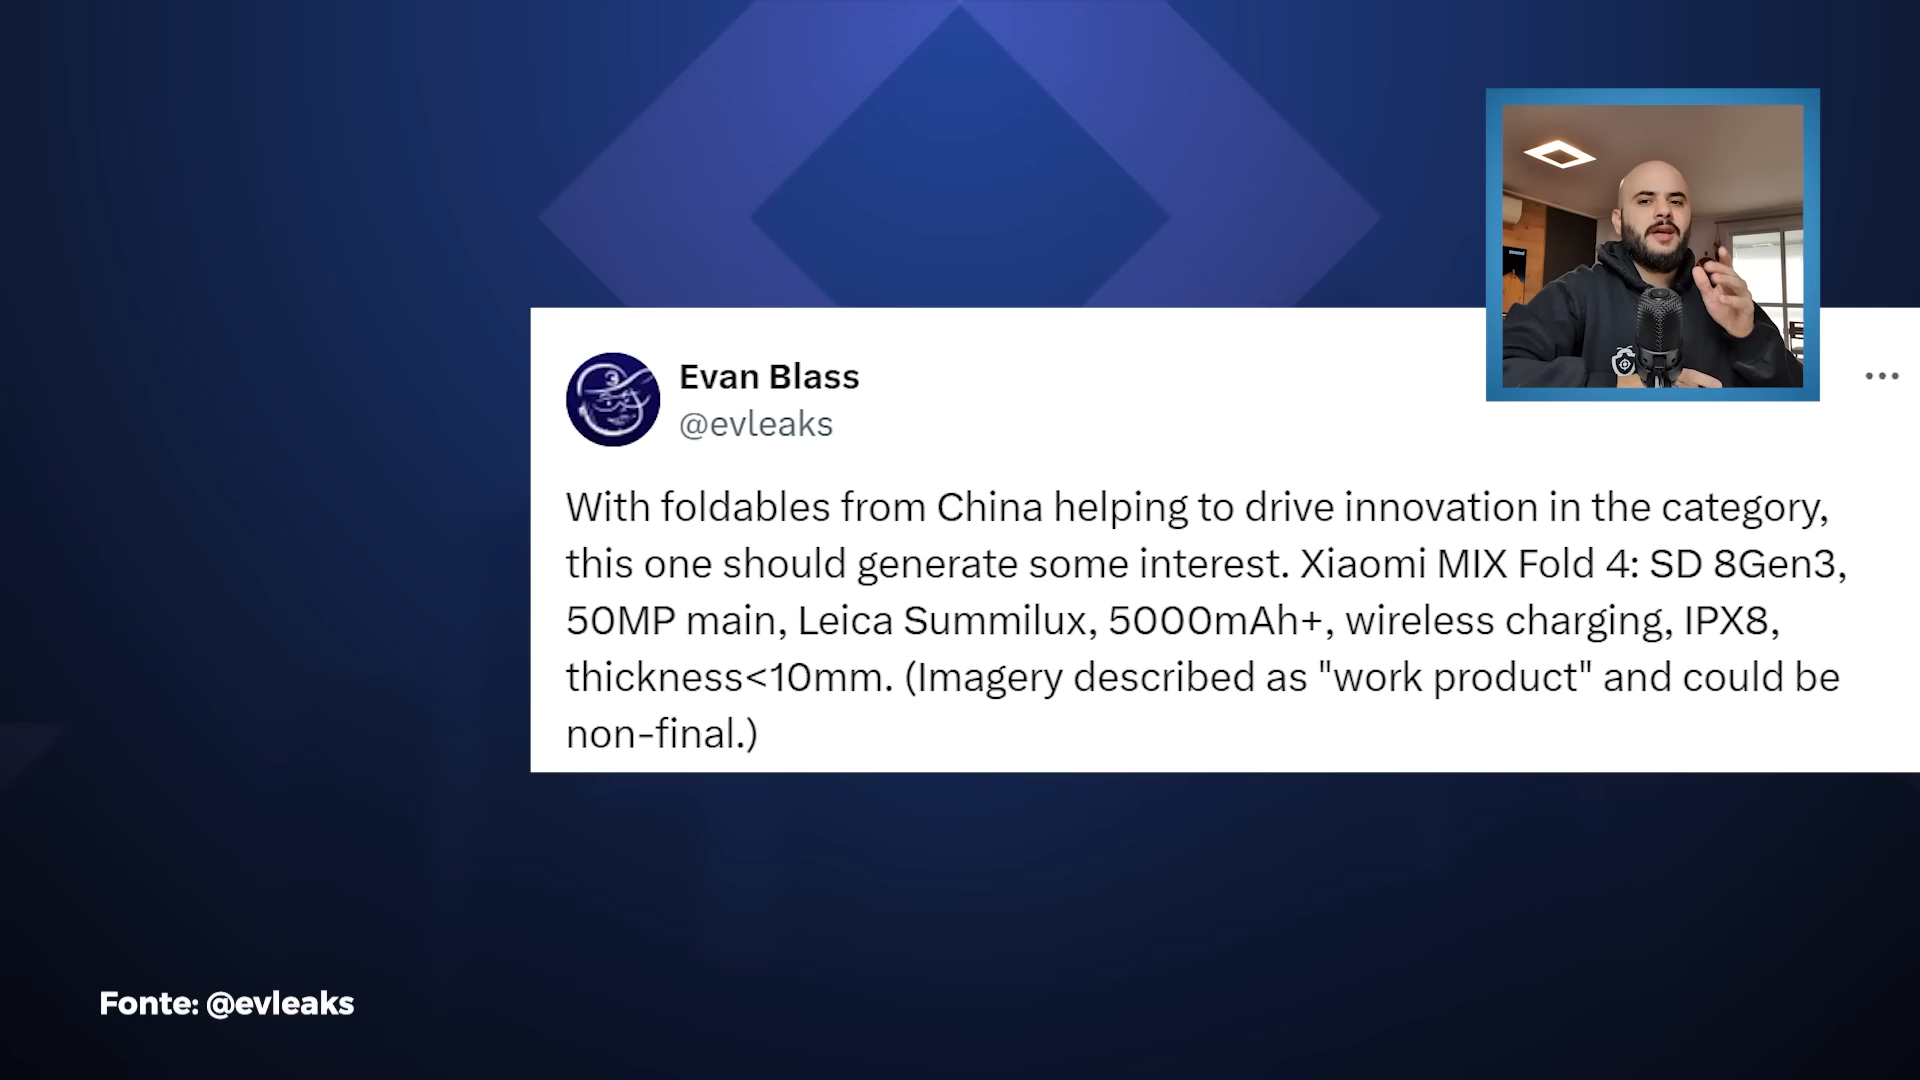 Evan Blass
@evleaks
With foldables from China helping to drive innovation in the category,
this one should generate some interest. Xiaomi MIX Fold 4: SD 8Gen3,
50MP main, Leica Summilux, 5000mAh+, wireless charging, IPX8,
thickness<10mm. (Imagery described as "work product" and could be
non-final.)
Fonte: @evleaks